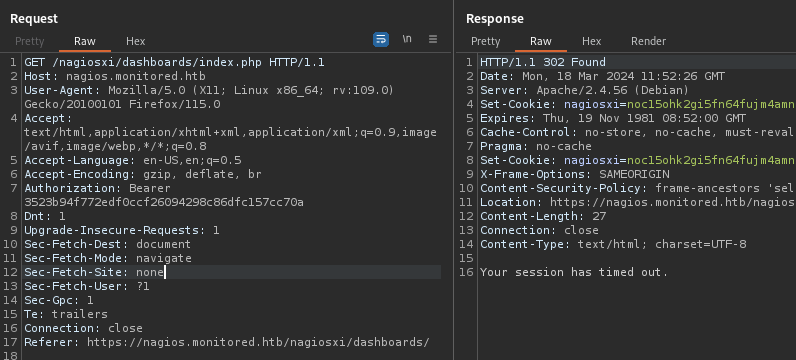 Request
Pretty Raw Hex
\n
1 GET /nagiosxi/dashboards/index.php HTTP/1.1
2 Host: nagios.monitored.htb
3 User-Agent: Mozilla/5.0 (X11; Linux x86_64; rv:109.0)
Gecko/20100101 Firefox/115.0
4 Accept:
text/html,application/xhtml+xml,application/xml;q=0.9,image
/avif,image/webp,*/*;q=0.8
5 Accept-Language: en-US,en;q=0.5
6 Accept-Encoding: gzip, deflate, br
7 Authorization: Bearer
3523b94f772edf0ccf26094298c86dfc157cc70a
8 Dnt: 1
9 Upgrade-Insecure-Requests: 1
10 Sec-Fetch-Dest: document
11 Sec-Fetch-Mode: navigate
12 Sec-Fetch-Site: none
13 Sec-Fetch-User: ?1
14 Sec-Gpc: 1
15 Te: trailers
16 Connection: close
17 Referer: https://nagios.monitored.htb/nagiosxi/dashboards/
18
Response
Pretty Raw Hex Render
1 HTTP/1.1 302 Found
2 Date: Mon, 18 Mar 2024 11:52:26 GMT
3 Server: Apache/2.4.56 (Debian)
4 Set-Cookie: nagiosxi=noc15ohk2gi5fn64fujm4amn
5 Expires: Thu, 19 Nov 1981 08:52:00 GMT
6 Cache-Control: no-store, no-cache, must-reval
7 Pragma: no-cache
8 Set-Cookie: nagiosxi=noc15ohk2gi5fn64fujm4amn
9 X-Frame-Options: SAMEORIGIN
10 Content-Security-Policy: frame-ancestors 'sel
11 Location: https://nagios.monitored.htb/nagios
12 Content-Length: 27
13 Connection: close
14 Content-Type: text/html; charset=UTF-8
15
16 Your session has timed out.